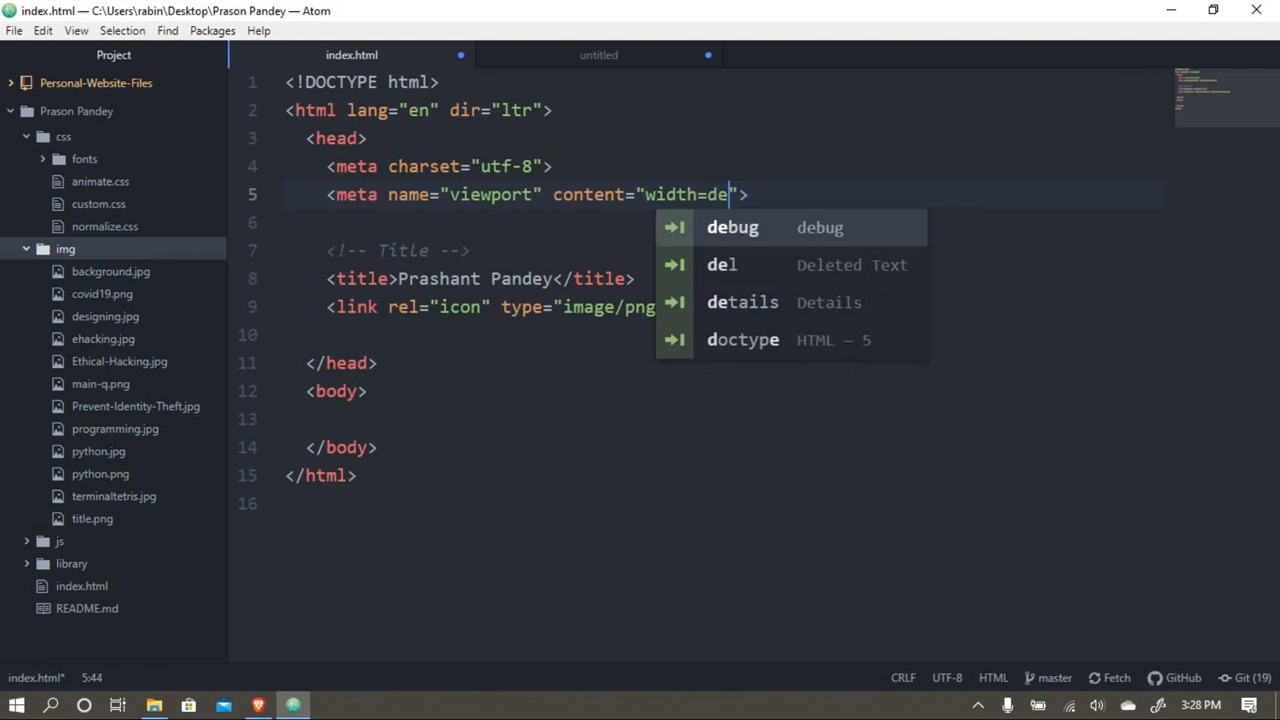 index.html — C:\Users\rabin\Desktop\Prason Pandey — Atom
File Edit View Selection Find Packages Help
Project
Personal-Website-Files
Prason Pandey
css
fonts
animate.css
custom.css
normalize.css
img
background.jpg
covid19.png
designing.jpg
ehacking.jpg
Ethical-Hacking.jpg
main-q.png
Prevent-Identity-Theft.jpg
programming.jpg
python.jpg
python.png
terminaltetris.jpg
title.png
js
library
index.html
README.md
index.html untitled
1 <!DOCTYPE html>
2 <html lang="en" dir="ltr">
3 <head>
4 <meta charset="utf-8">
5 <meta name="viewport" content="width=de">
6
7 <!-- Title -->
8 <title>Prashant Pandey</title>
9 <link rel="icon" type="image/png
10
11 </head>
12 <body>
13
14 </body>
15 </html>
16
debug debug
del Deleted Text
details Details
doctype HTML — 5
index.html* 5:44 CRLF UTF-8 HTML master Fetch GitHub Git (19)
3:28 PM